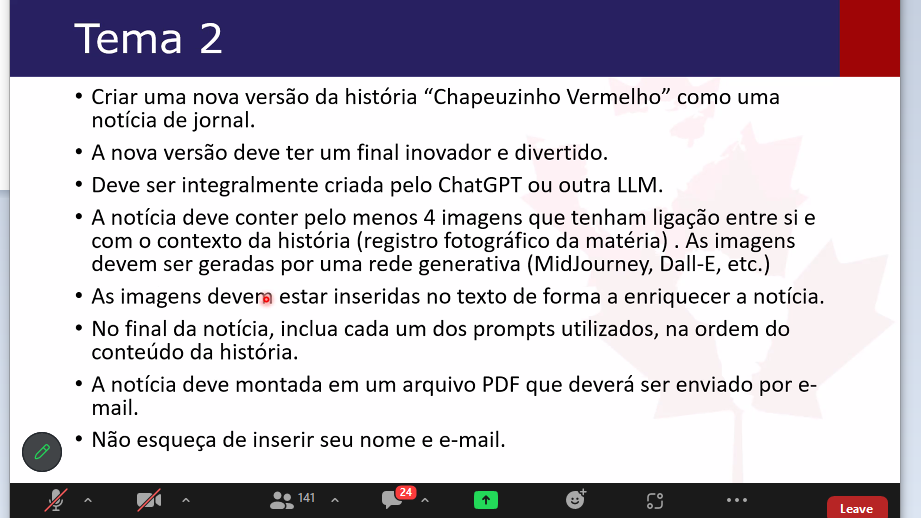 Tema 2
• Criar uma nova versão da história “Chapeuzinho Vermelho” como uma
notícia de jornal.
• A nova versão deve ter um final inovador e divertido.
• Deve ser integralmente criada pelo ChatGPT ou outra LLM.
• A notícia deve conter pelo menos 4 imagens que tenham ligação entre si e
com o contexto da história (registro fotográfico da matéria) . As imagens
devem ser geradas por uma rede generativa (MidJourney, Dall-E, etc.)
• As imagens devem estar inseridas no texto de forma a enriquecer a notícia.
• No final da notícia, inclua cada um dos prompts utilizados, na ordem do
conteúdo da história.
• A notícia deve montada em um arquivo PDF que deverá ser enviado por e-
mail.
• Não esqueça de inserir seu nome e e-mail.
141
24
Leave